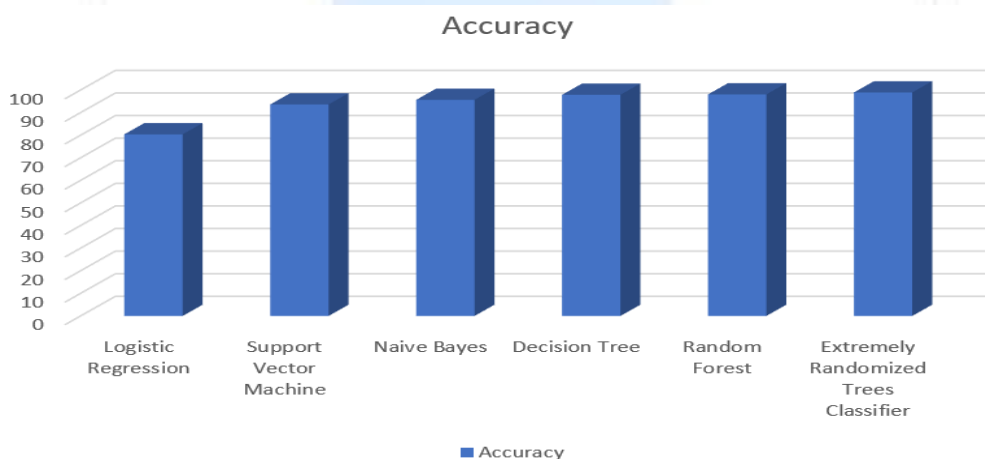 Accuracy
100
90
80
70
60
50
40
30
20
10
0
Logistic
Regression
Support
Vector
Machine
Naive Bayes
Decision Tree
Random
Forest
Extremely
Randomized
Trees
Classifier
Accuracy